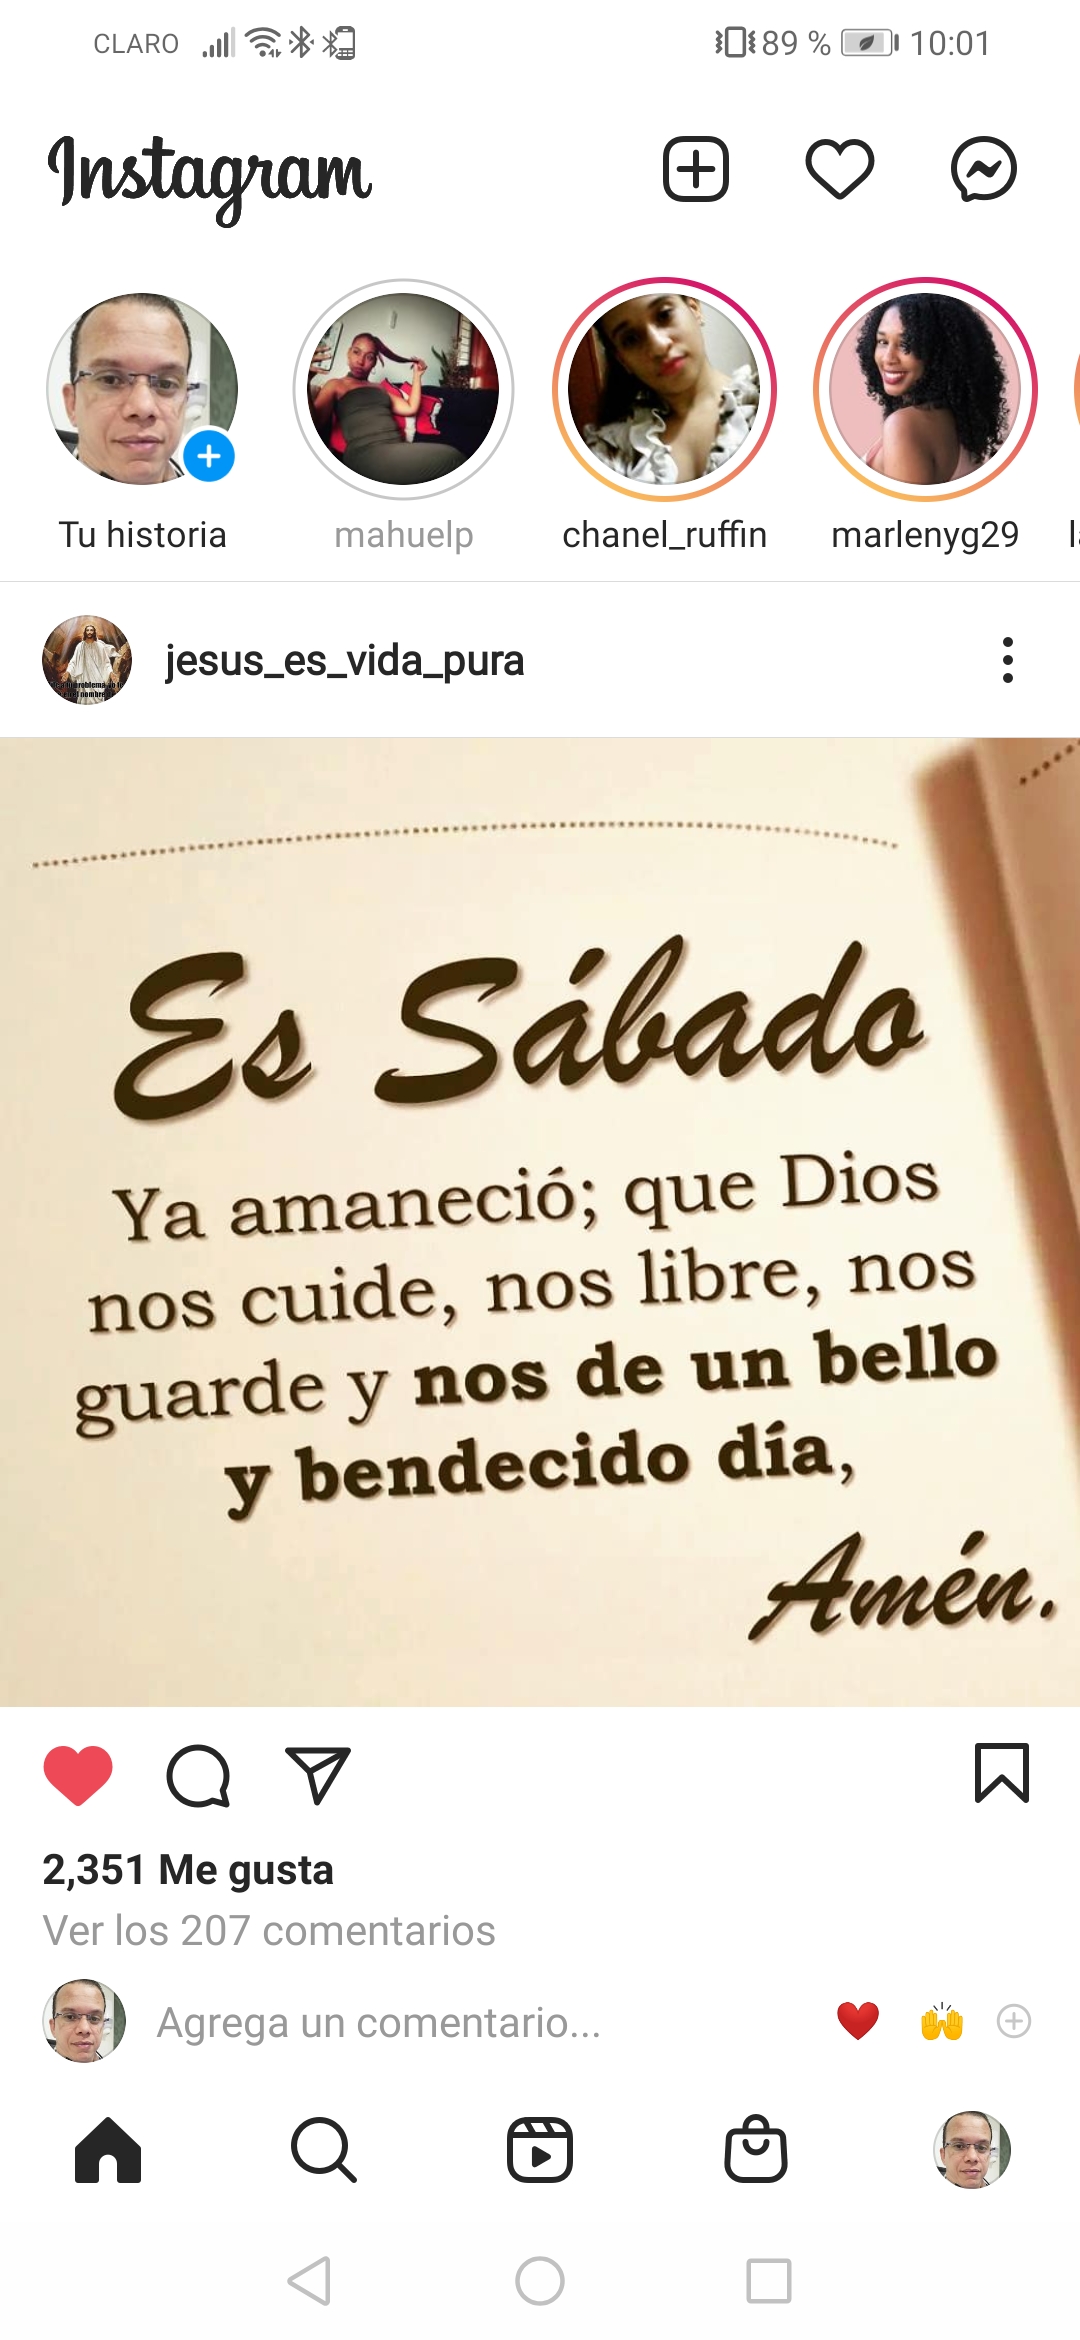 CLARO 89 % 10:01
Instagram
Tu historia mahuelp chanel_ruffin marlenyg29
jesus_es_vida_pura
Es Sábado
Ya amaneció; que Dios
nos cuide, nos libre, nos
guarde y nos de un bello
y bendecido día,
Amén.
2,351 Me gusta
Ver los 207 comentarios
Agrega un comentario...